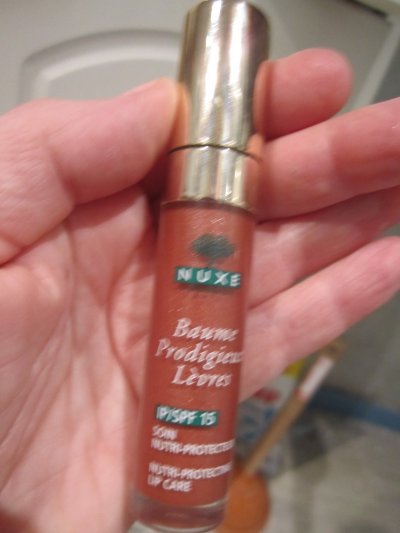 NUXE
Baume
Prodigieux
Lèvres
IP/SPF 15
SOIN
NUTRI-PROTECTEUR
NUTRI-PROTECTING
LIP CARE